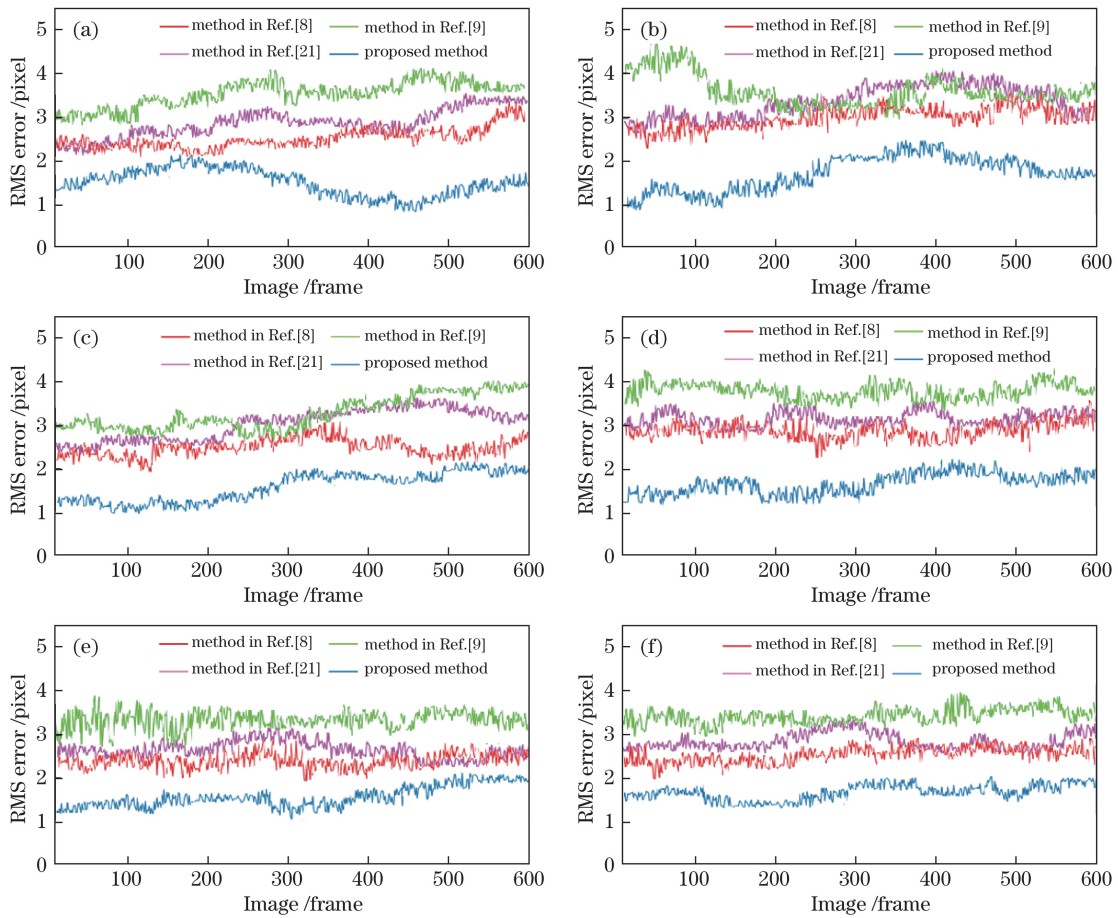 (a)
method in Ref.[8] method in Ref.[9]
method in Ref.[21] proposed method
RMS error /pixel
5
4
3
2
1
0
100 200 300 400 500 600
Image /frame
(b)
method in Ref.[8] method in Ref.[9]
method in Ref.[21] proposed method
RMS error /pixel
5
4
3
2
1
0
100 200 300 400 500 600
Image /frame
(c)
method in Ref.[8] method in Ref.[9]
method in Ref.[21] proposed method
RMS error /pixel
5
4
3
2
1
0
100 200 300 400 500 600
Image /frame
(d)
method in Ref.[8] method in Ref.[9]
method in Ref.[21] proposed method
RMS error /pixel
5
4
3
2
1
0
100 200 300 400 500 600
Image /frame
(e)
method in Ref.[8] method in Ref.[9]
method in Ref.[21] proposed method
RMS error /pixel
5
4
3
2
1
0
100 200 300 400 500 600
Image /frame
(f)
method in Ref.[8] method in Ref.[9]
method in Ref.[21] proposed method
RMS error /pixel
5
4
3
2
1
0
100 200 300 400 500 600
Image /frame